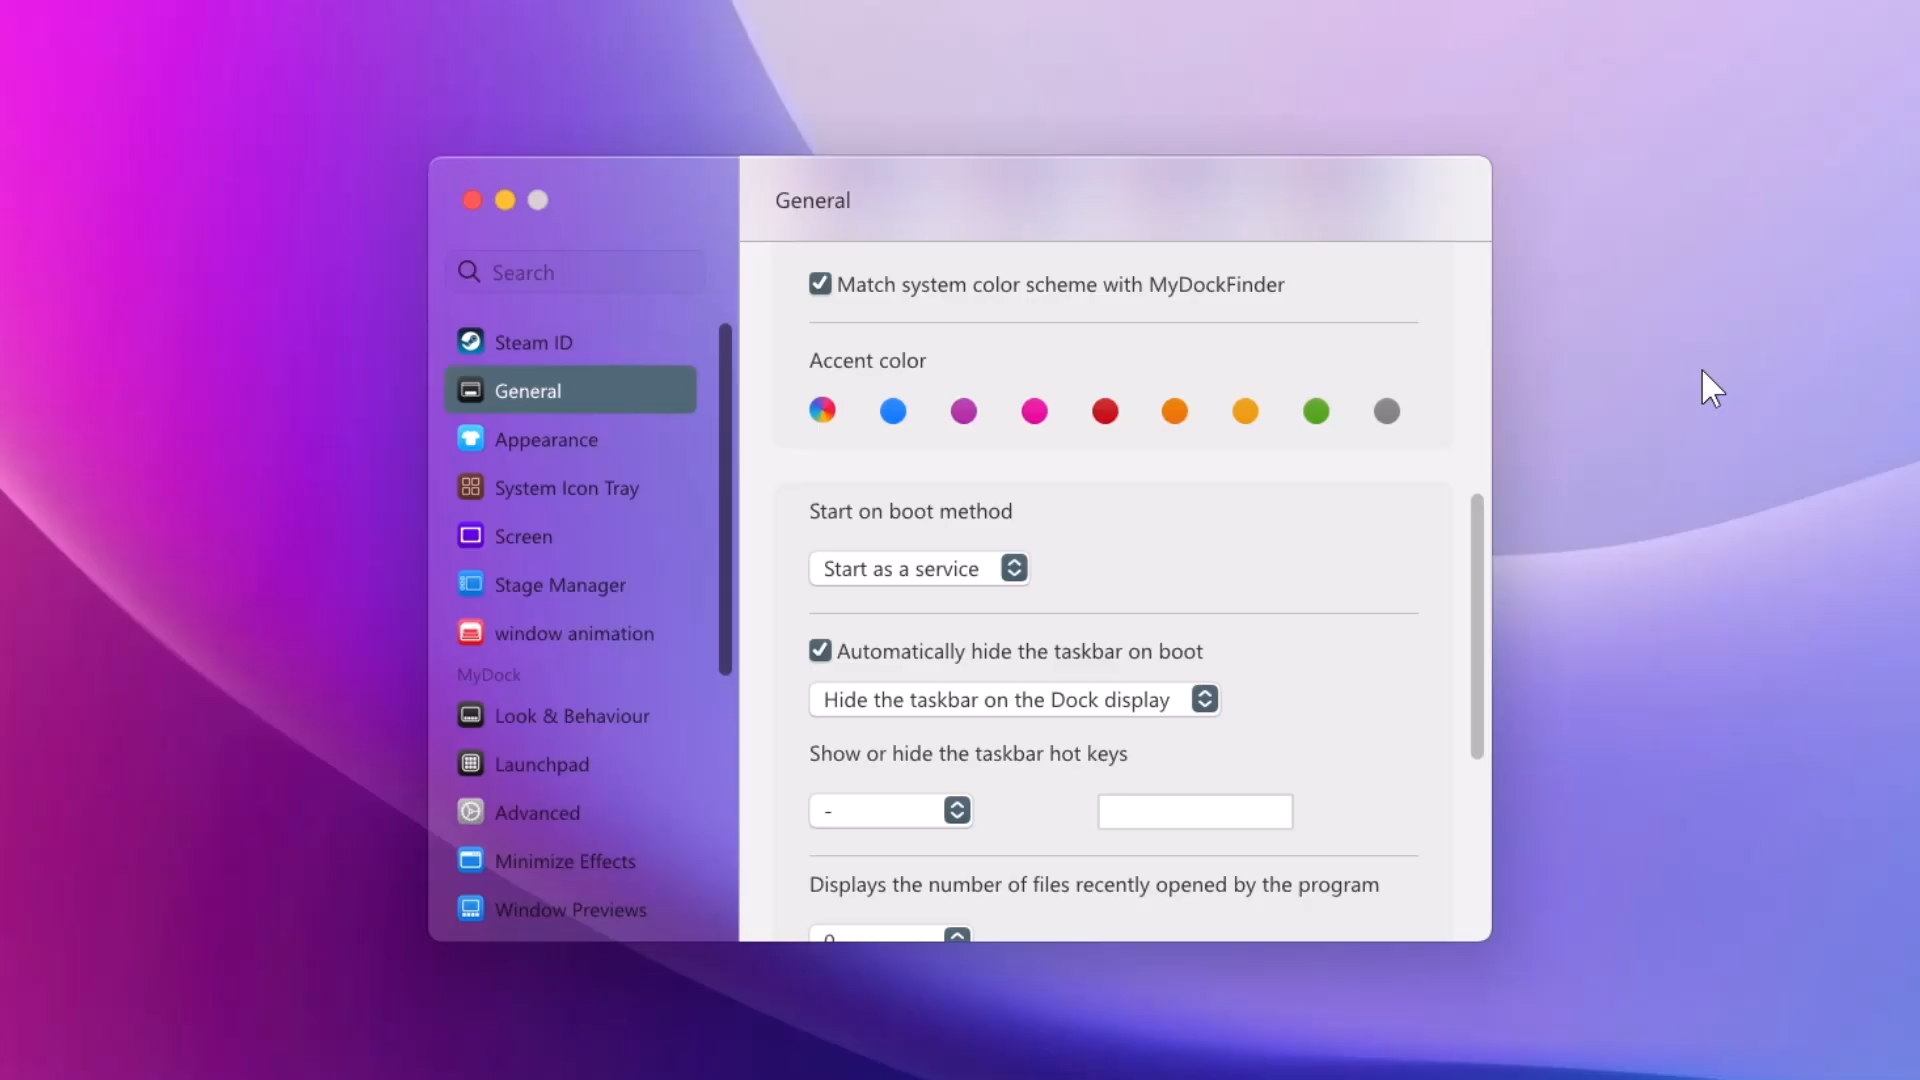 General
Search
Steam ID
General
Appearance
System Icon Tray
Screen
Stage Manager
window animation
MyDock
Look & Behaviour
Launchpad
Advanced
Minimize Effects
Window Previews
Match system color scheme with MyDockFinder
Accent color
Start on boot method
Start as a service
Automatically hide the taskbar on boot
Hide the taskbar on the Dock display
Show or hide the taskbar hot keys
-
Displays the number of files recently opened by the program